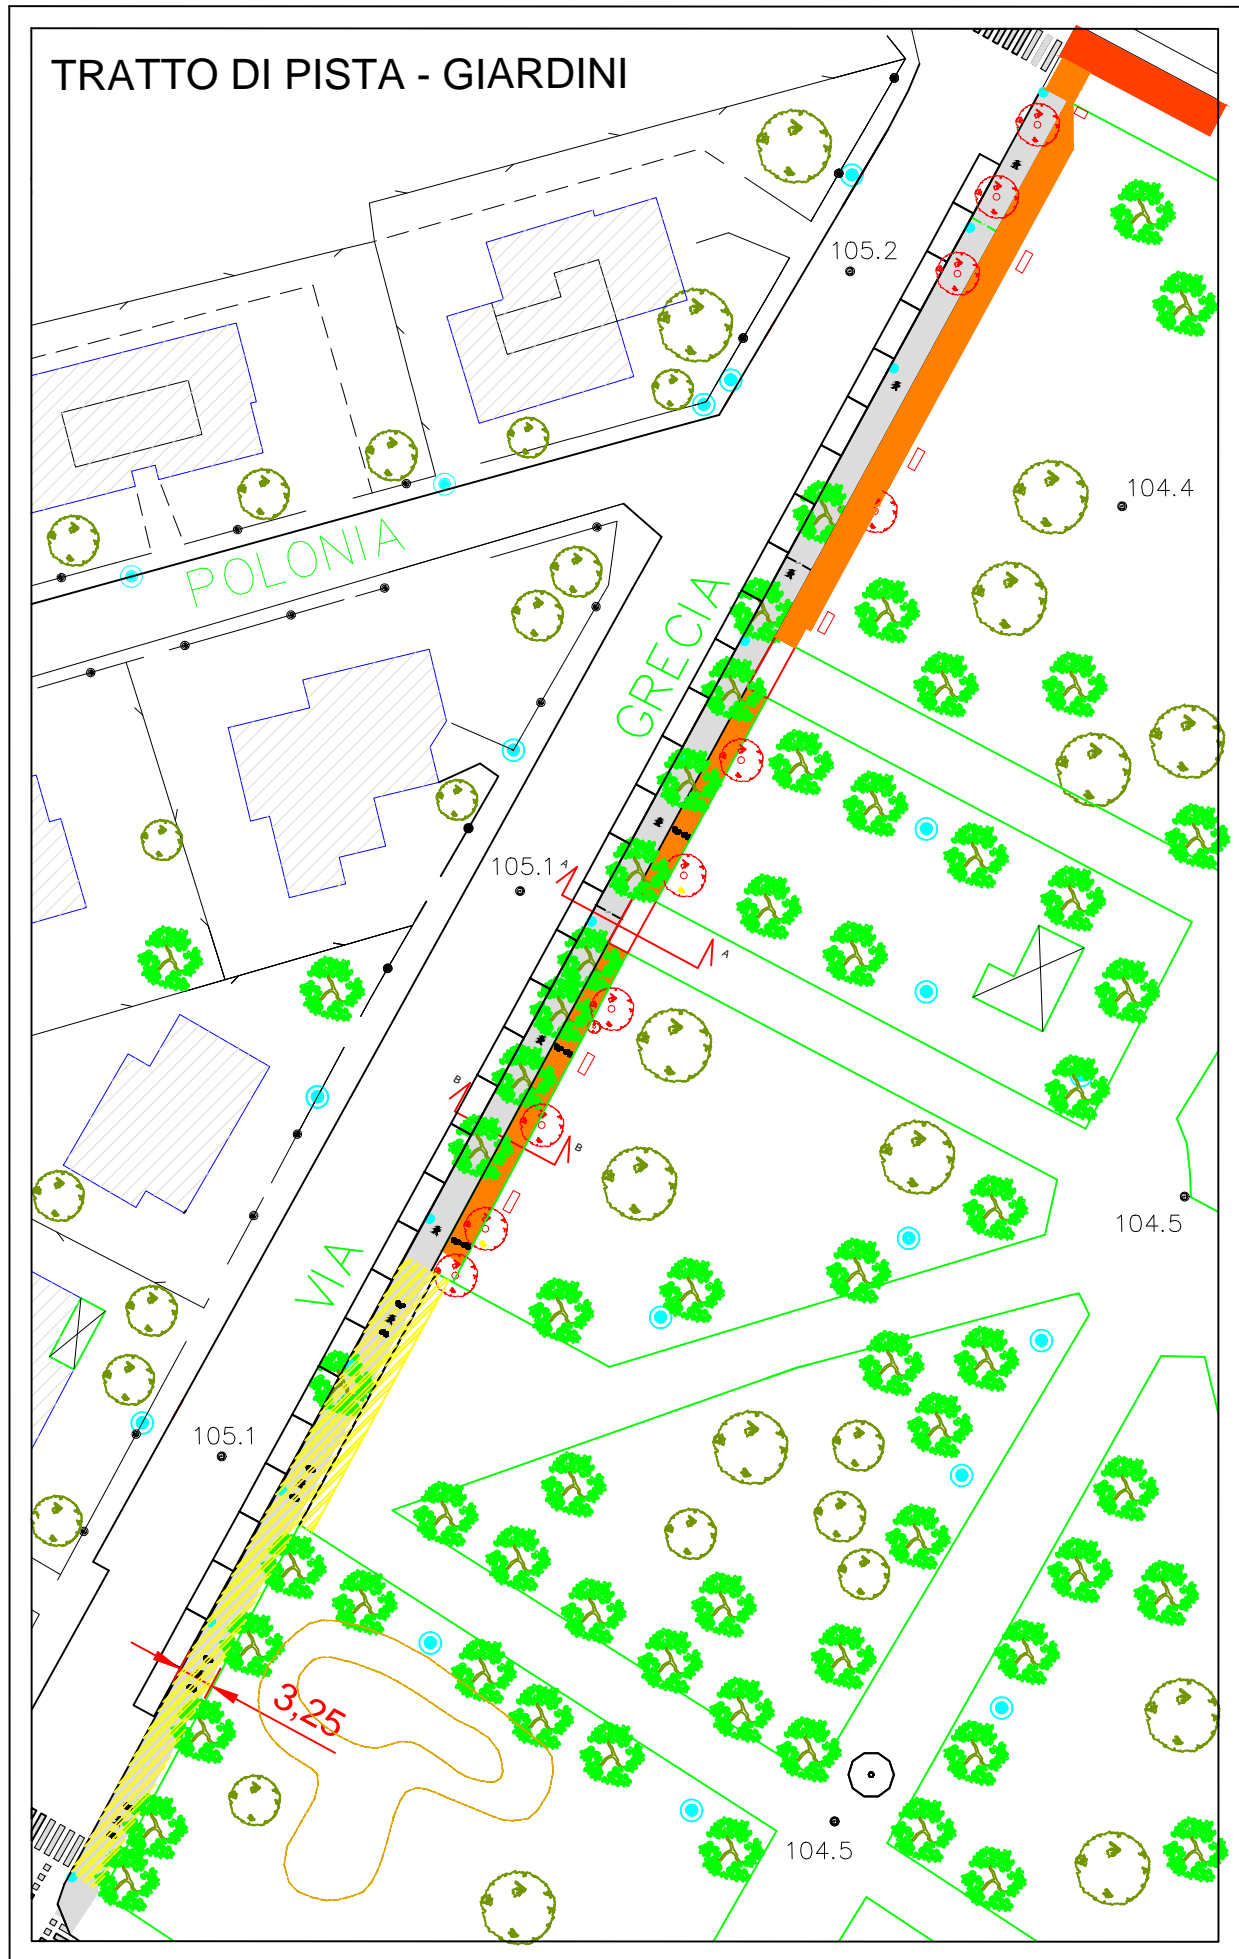 TRATTO DI PISTA - GIARDINI
105.2
104.4
POLONIA
GRECIA
105.1
A
A
B
B
104.5
VIA
105.1
3,25
104.5